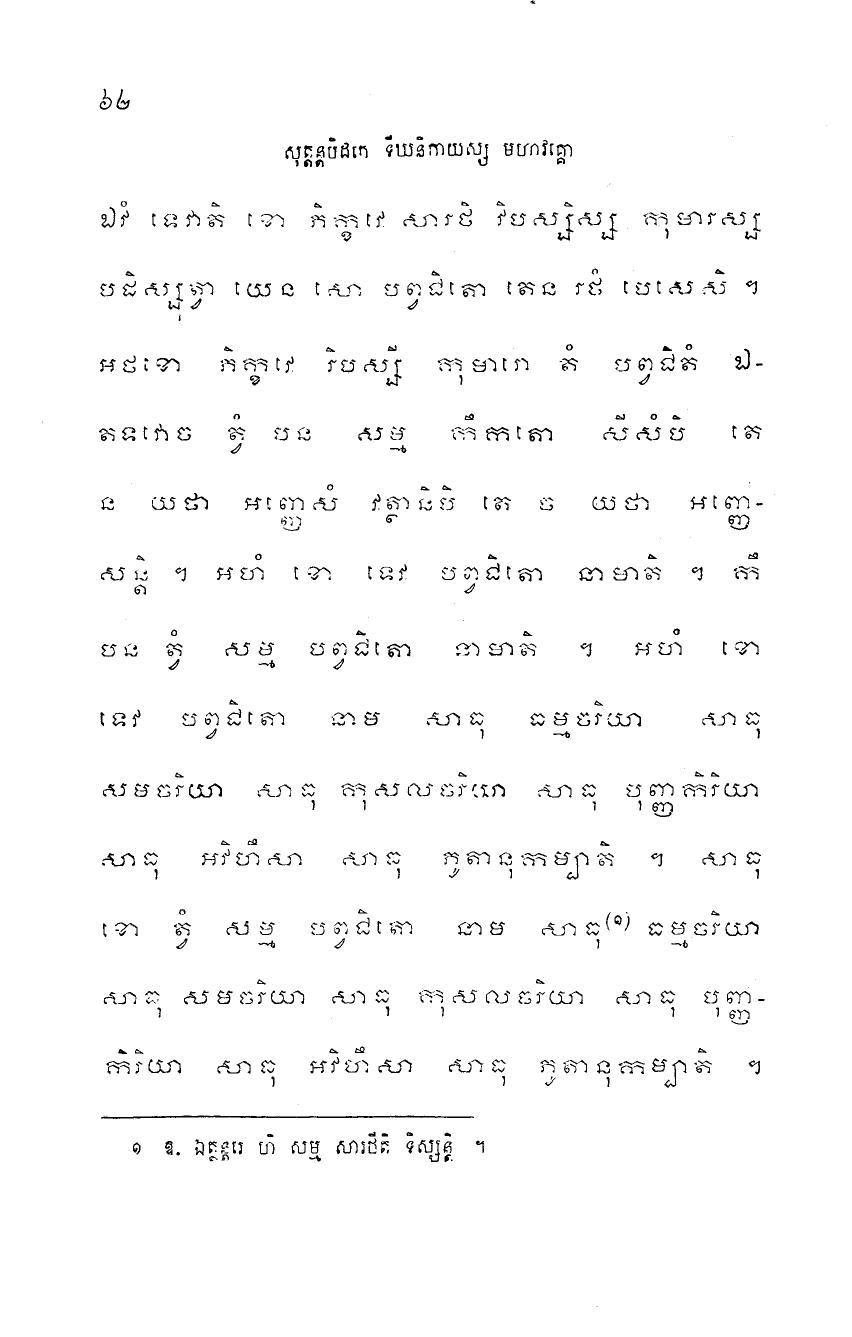 ៦២
សុត្តន្តបិដកេ ទីឃនិកាយស្ស មហាវគ្គោ
ឯវំ ទេវាតិ ខោ ភិក្ខវេ សារថិ វិបស្សិស្ស កុមារស្ស
បដិស្សុត្វា យេន សោ បព្វជិតោ តេន រថំ បេសេសិ ។
អថខោ ភិក្ខវេ វិបស្សី កុមារោ តំ បព្វជិតំ ឯ-
តទវោច ត្វំ បន សម្ម កឹកតោ សីសំបិ តេ
ន យថា អញ្ញេសំ វត្ថានិបិ តេ ច យថា អញ្ញេ-
សន្តិ ។ អហំ ខោ ទេវ បព្វជិតោ នាមាតិ ។ កឹ
បន ត្វំ សម្ម បព្វជិតោ នាមាតិ ។ អហំ ខោ
ទេវ បព្វជិតោ នាម សាធុ ធម្មចរិយា សាធុ
សមចរិយា សាធុ កុសលចរិយា សាធុ បុញ្ញកិរិយា
សាធុ អវិហឹសា សាធុ ភូតានុកម្បាតិ ។ សាធុ
ខោ ត្វំ សម្ម បព្វជិតោ នាម សាធុ(១) ធម្មចរិយា
សាធុ សមចរិយា សាធុ កុសលចរិយា សាធុ បុញ្ញ-
កិរិយា សាធុ អវិហឹសា សាធុ ភូតានុកម្បាតិ ។
១ ឱ. ឯត្ថន្តរេ ហិ សម្ម សារថីតិ ទិស្សន្តិ ។